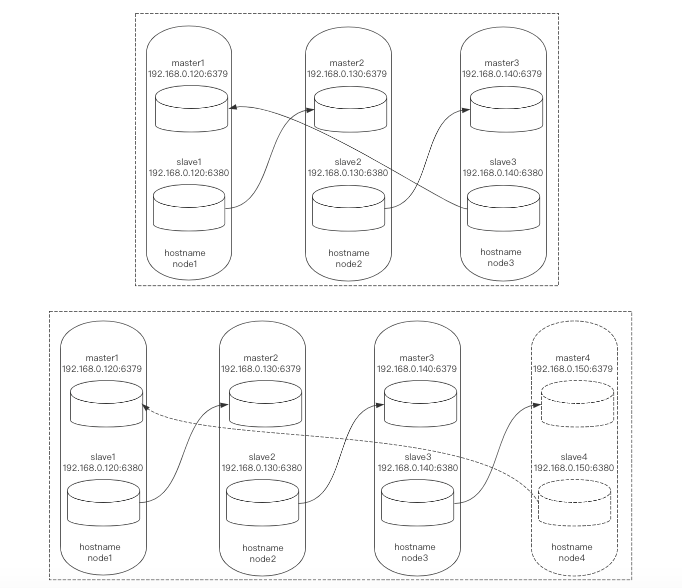 master1
192.168.0.120:6379
master2
192.168.0.130:6379
master3
192.168.0.140:6379
slave1
192.168.0.120:6380
slave2
192.168.0.130:6380
slave3
192.168.0.140:6380
hostname
node1
hostname
node2
hostname
node3
master1
192.168.0.120:6379
master2
192.168.0.130:6379
master3
192.168.0.140:6379
master4
192.168.0.150:6379
slave1
192.168.0.120:6380
slave2
192.168.0.130:6380
slave3
192.168.0.140:6380
slave4
192.168.0.150:6380
hostname
node1
hostname
node2
hostname
node3
hostname
node4